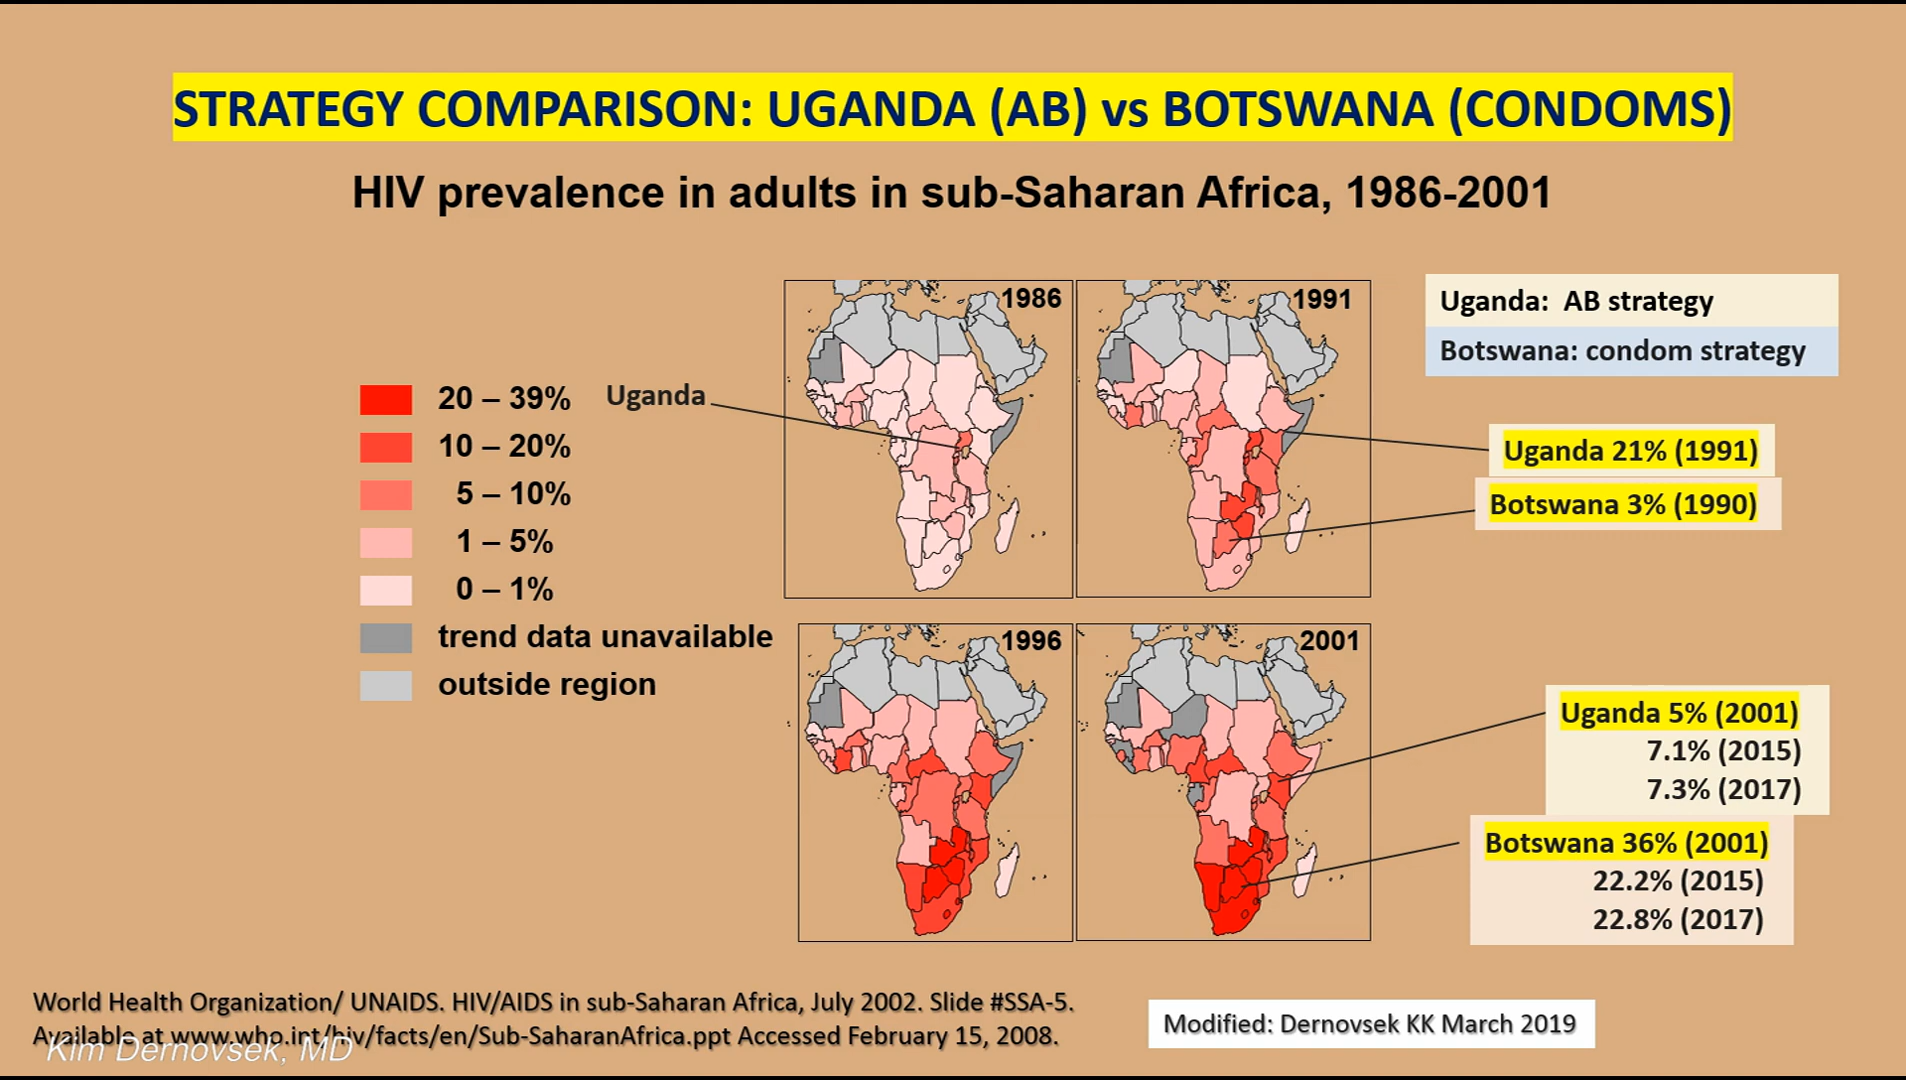 STRATEGY COMPARISON: UGANDA (AB) vs BOTSWANA (CONDOMS)
HIV prevalence in adults in sub-Saharan Africa, 1986-2001
1986
1991
Uganda: AB strategy
Botswana: condom strategy
20 – 39%
Uganda
10 – 20%
5 – 10%
1 – 5%
0 – 1%
trend data unavailable
outside region
Uganda 21% (1991)
Botswana 3% (1990)
1996
2001
Uganda 5% (2001)
7.1% (2015)
7.3% (2017)
Botswana 36% (2001)
22.2% (2015)
22.8% (2017)
World Health Organization/ UNAIDS. HIV/AIDS in sub-Saharan Africa, July 2002. Slide #SSA-5.
Available at www.who.int/hiv/facts/en/Sub-SaharanAfrica.ppt Accessed February 15, 2008.
Kim Dernovsek, MD
Modified: Dernovsek KK March 2019